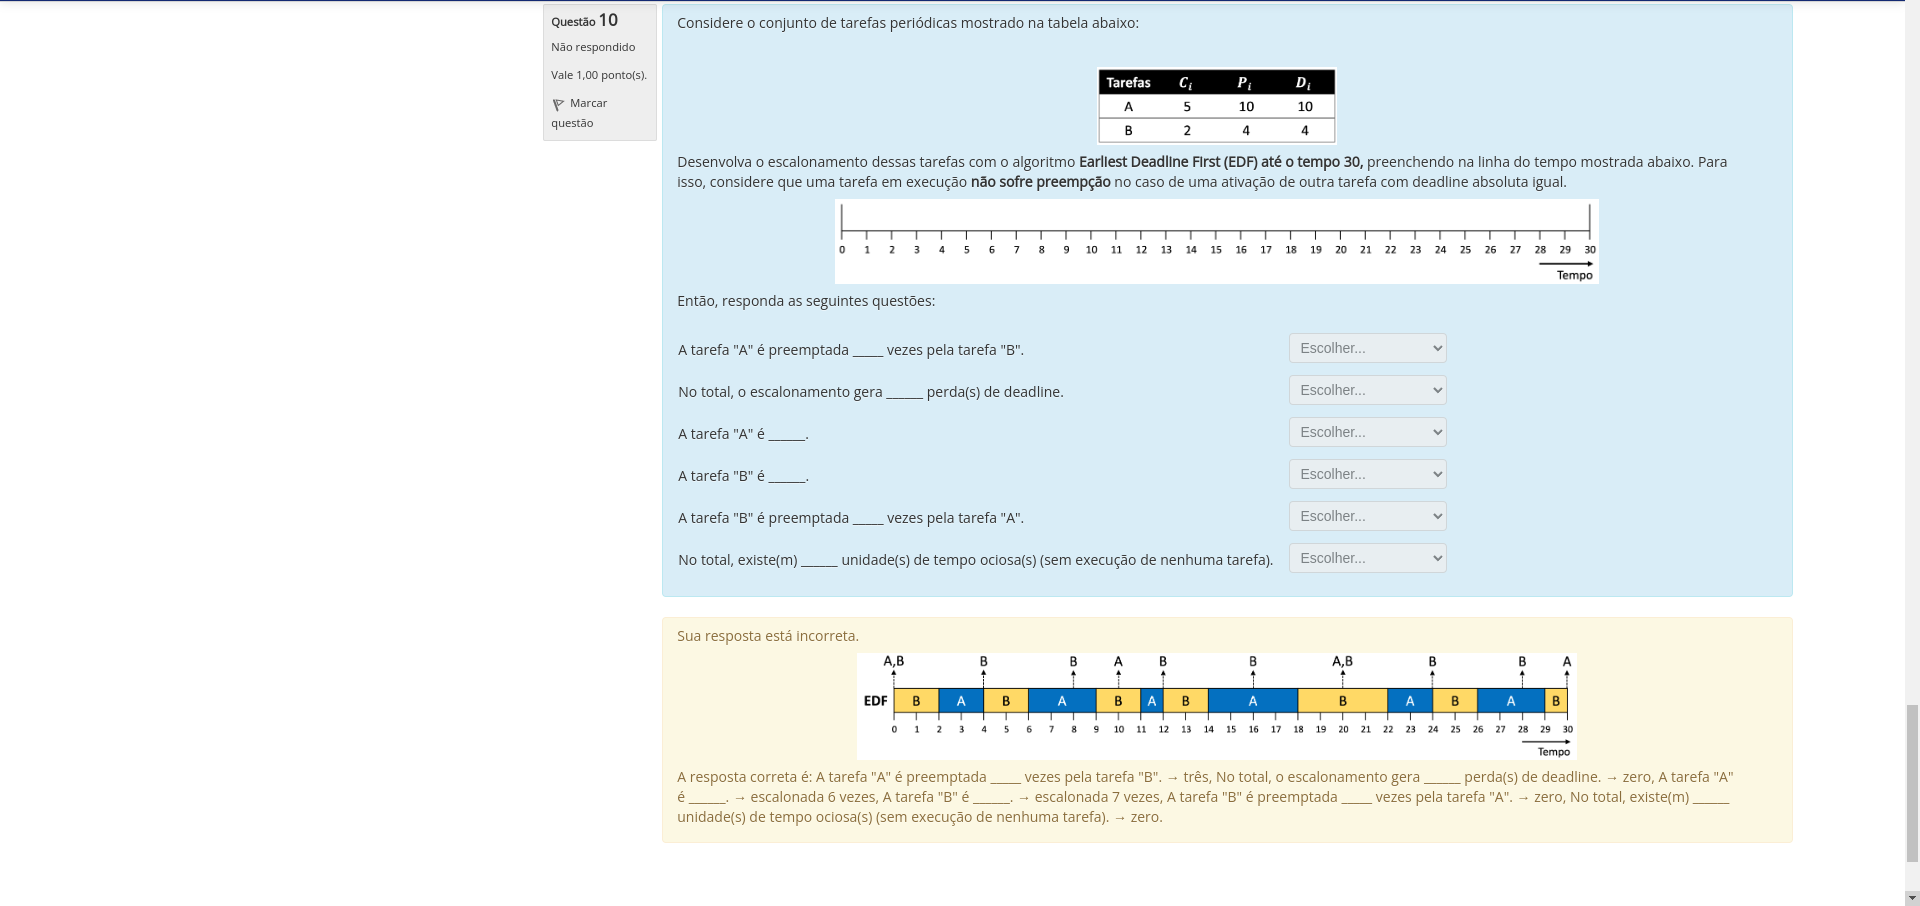 Questão 10
Não respondido
Vale 1,00 ponto(s).
Marcar
questão
Considere o conjunto de tarefas periódicas mostrado na tabela abaixo:
Tarefas C_i P_i D_i
A 5 10 10
B 2 4 4
Desenvolva o escalonamento dessas tarefas com o algoritmo Earliest Deadline First (EDF) até o tempo 30, preenchendo na linha do tempo mostrada abaixo. Para
isso, considere que uma tarefa em execução não sofre preempção no caso de uma ativação de outra tarefa com deadline absoluta igual.
0 1 2 3 4 5 6 7 8 9 10 11 12 13 14 15 16 17 18 19 20 21 22 23 24 25 26 27 28 29 30
Tempo
Então, responda as seguintes questões:
A tarefa "A" é preemptada _____ vezes pela tarefa "B". Escolher...
No total, o escalonamento gera ______ perda(s) de deadline. Escolher...
A tarefa "A" é ______. Escolher...
A tarefa "B" é ______. Escolher...
A tarefa "B" é preemptada _____ vezes pela tarefa "A". Escolher...
No total, existe(m) ______ unidade(s) de tempo ociosa(s) (sem execução de nenhuma tarefa). Escolher...
Sua resposta está incorreta.
A,B B B A B B A,B B B A
EDF B A B A B A B A B A B A B
0 1 2 3 4 5 6 7 8 9 10 11 12 13 14 15 16 17 18 19 20 21 22 23 24 25 26 27 28 29 30
Tempo
A resposta correta é: A tarefa "A" é preemptada _____ vezes pela tarefa "B". → três, No total, o escalonamento gera ______ perda(s) de deadline. → zero, A tarefa "A"
é ______. → escalonada 6 vezes, A tarefa "B" é ______. → escalonada 7 vezes, A tarefa "B" é preemptada _____ vezes pela tarefa "A". → zero, No total, existe(m) ______
unidade(s) de tempo ociosa(s) (sem execução de nenhuma tarefa). → zero.